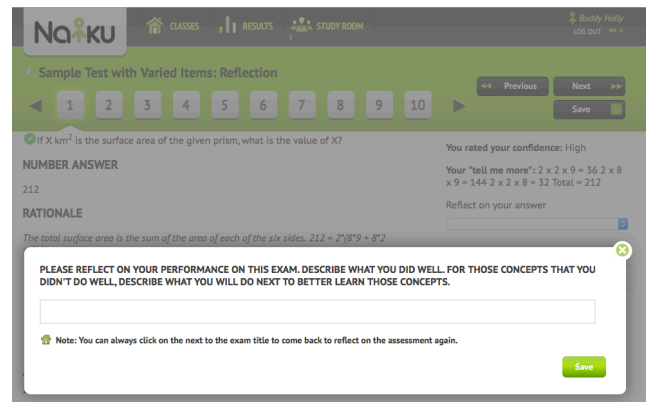 Naiku
CLASSES
RESULTS
STUDY ROOM
Buddy Holly
LOG OUT
Sample Test with Varied Items: Reflection
1 2 3 4 5 6 7 8 9 10
Previous
Next
Save
If X km² is the surface area of the given prism, what is the value of X?
NUMBER ANSWER
212
RATIONALE
The total surface area is the sum of the area of each of the six sides. 212 = 2*(8*9 + 8*2
You rated your confidence: High
Your "tell me more": 2 x 2 x 9 = 36 2 x 8
x 9 = 144 2 x 2 x 8 = 32 Total = 212
Reflect on your answer
PLEASE REFLECT ON YOUR PERFORMANCE ON THIS EXAM. DESCRIBE WHAT YOU DID WELL. FOR THOSE CONCEPTS THAT YOU
DIDN'T DO WELL, DESCRIBE WHAT YOU WILL DO NEXT TO BETTER LEARN THOSE CONCEPTS.
Note: You can always click on the next to the exam title to come back to reflect on the assessment again.
Save